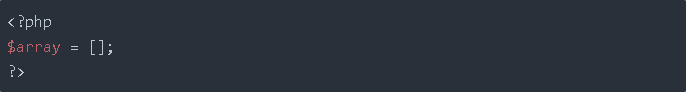 <?php
$array = [];
?>